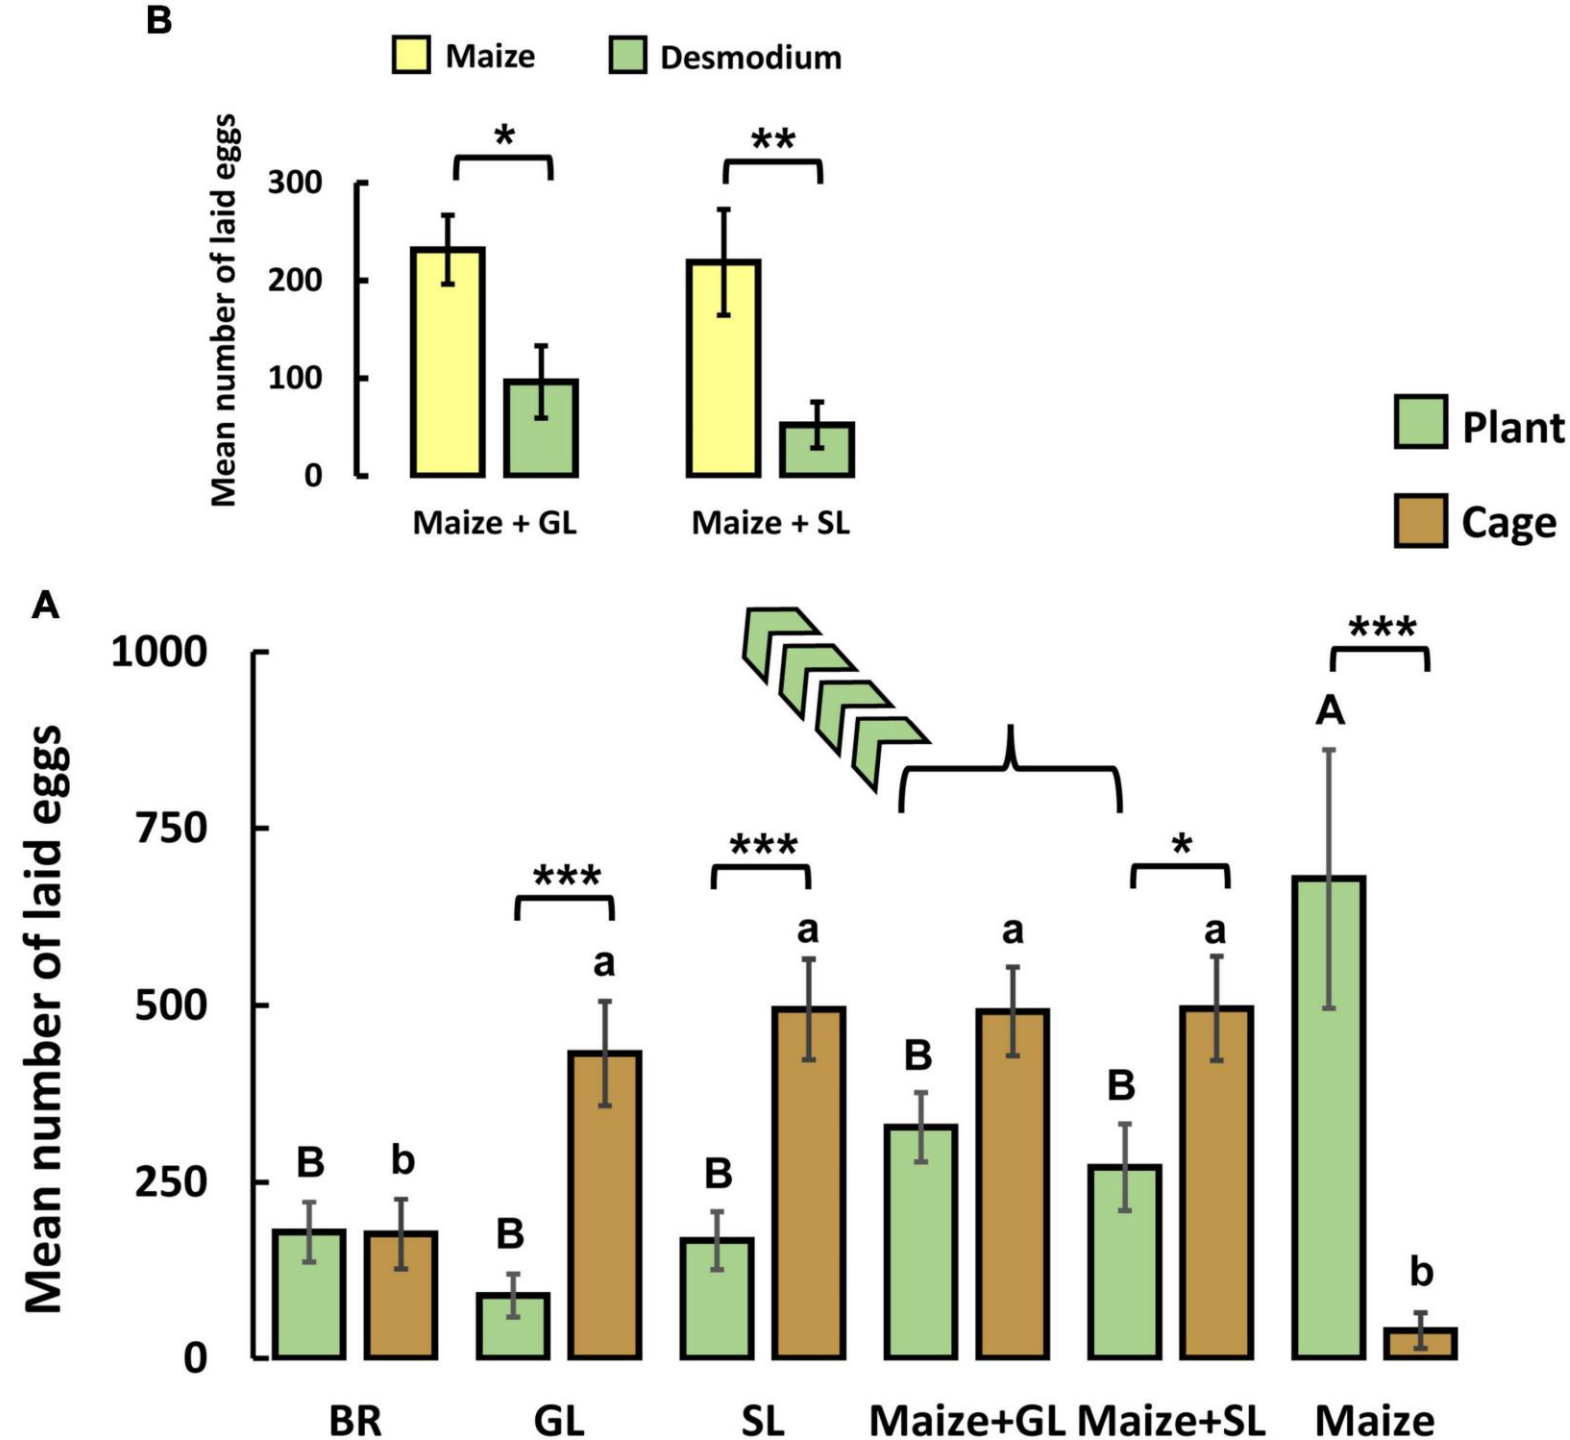 B
Maize Desmodium
Mean number of laid eggs
* **
300
200
100
0
Maize + GL Maize + SL
Plant
Cage
A
Mean number of laid eggs
1000
750
500
250
0
*** *** * ***
B b B a B a B a B a A b
BR GL SL Maize+GL Maize+SL Maize